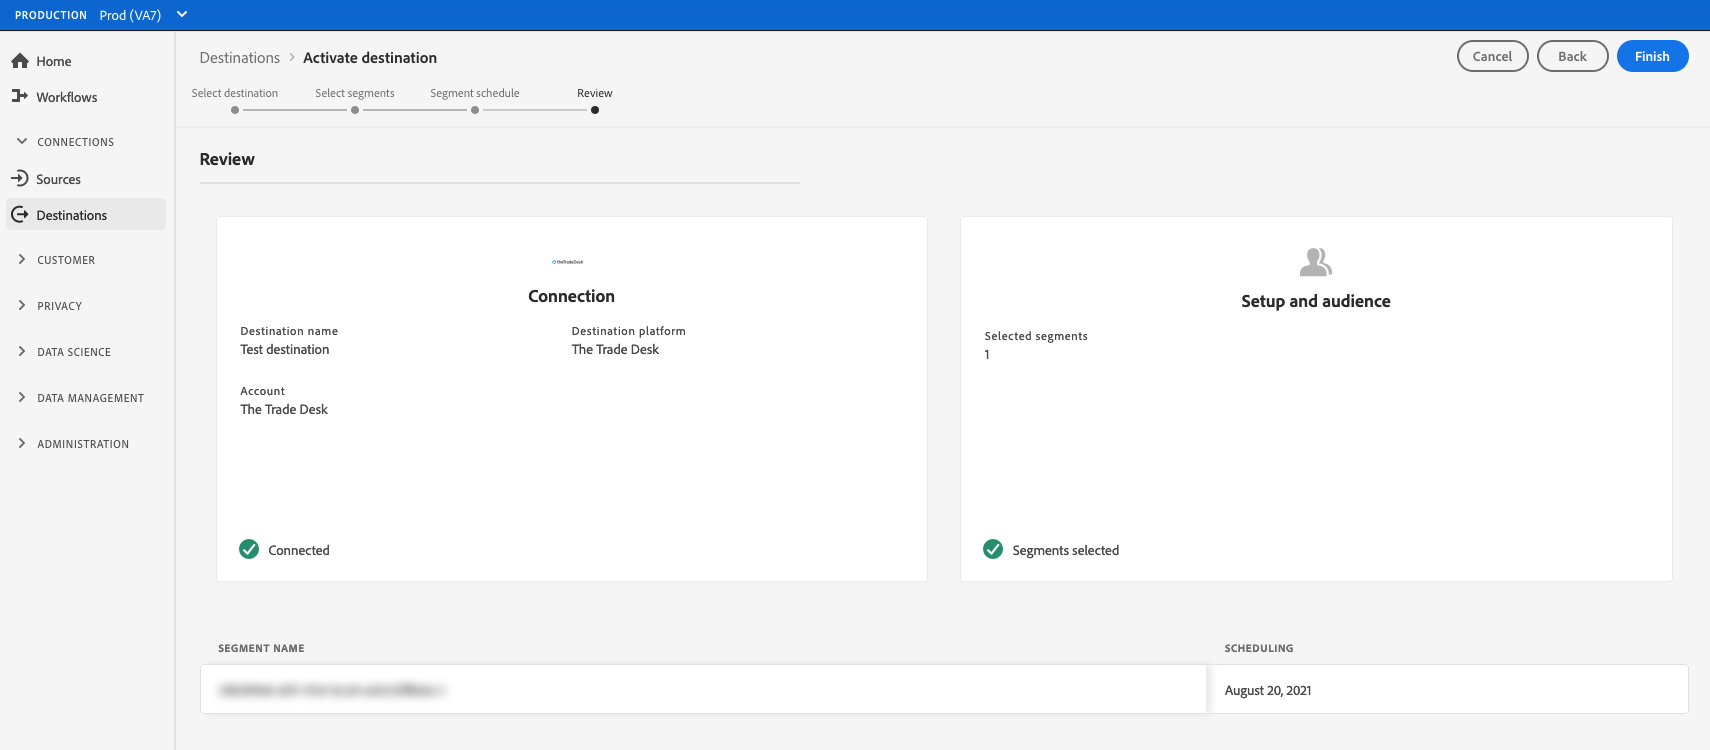 PRODUCTION Prod (VA7)
Home
Workflows
CONNECTIONS
Sources
Destinations
CUSTOMER
PRIVACY
DATA SCIENCE
DATA MANAGEMENT
ADMINISTRATION
Destinations > Activate destination
Cancel Back Finish
Select destination Select segments Segment schedule Review
Review
theTradeDesk
Connection
Destination name Destination platform
Test destination The Trade Desk
Account
The Trade Desk
Connected
Setup and audience
Selected segments
1
Segments selected
SEGMENT NAME SCHEDULING
August 20, 2021